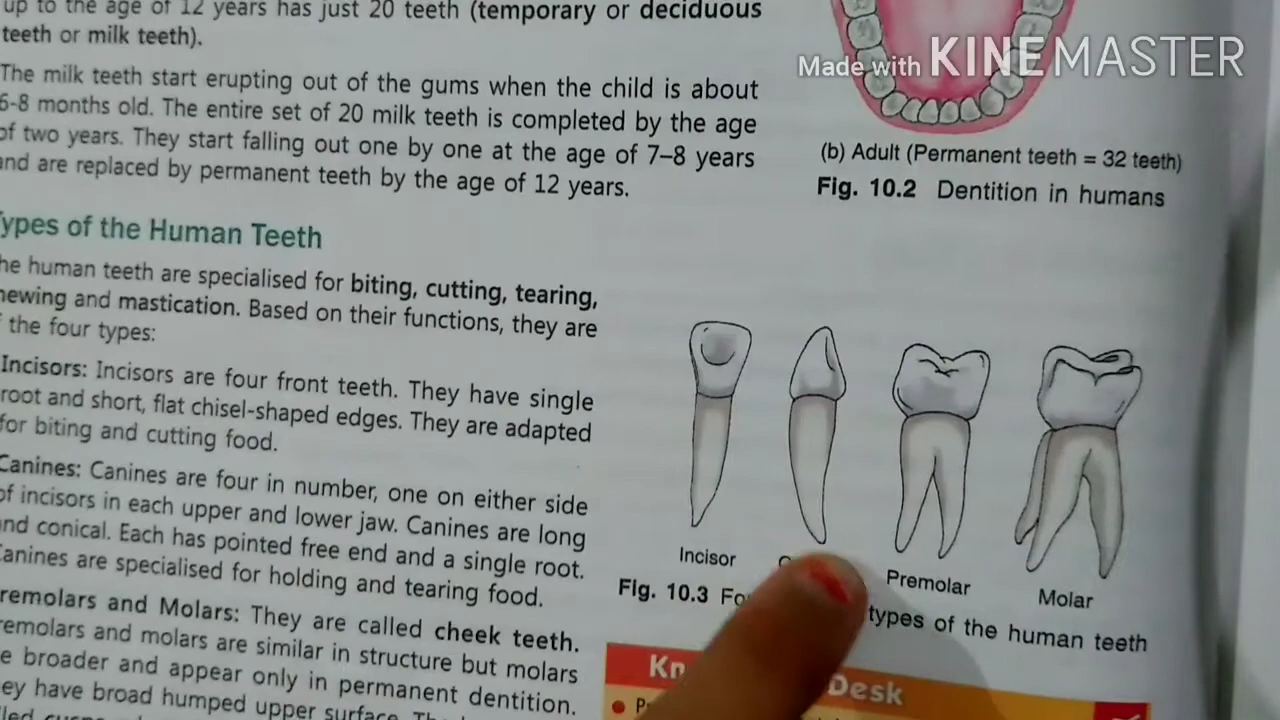 up to the age of 12 years has just 20 teeth (temporary or deciduous
teeth or milk teeth).
The milk teeth start erupting out of the gums when the child is about
6-8 months old. The entire set of 20 milk teeth is completed by the age
of two years. They start falling out one by one at the age of 7–8 years
and are replaced by permanent teeth by the age of 12 years.
ypes of the Human Teeth
he human teeth are specialised for biting, cutting, tearing,
hewing and mastication. Based on their functions, they are
f the four types:
Incisors: Incisors are four front teeth. They have single
root and short, flat chisel-shaped edges. They are adapted
for biting and cutting food.
Canines: Canines are four in number, one on either side
of incisors in each upper and lower jaw. Canines are long
and conical. Each has pointed free end and a single root.
Canines are specialised for holding and tearing food.
remolars and Molars: They are called cheek teeth.
remolars and molars are similar in structure but molars
e broader and appear only in permanent dentition.
ey have broad humped upper surface.
Made with KINEMASTER
(b) Adult (Permanent teeth = 32 teeth)
Fig. 10.2 Dentition in humans
Incisor
Premolar
Molar
Fig. 10.3 types of the human teeth
Desk